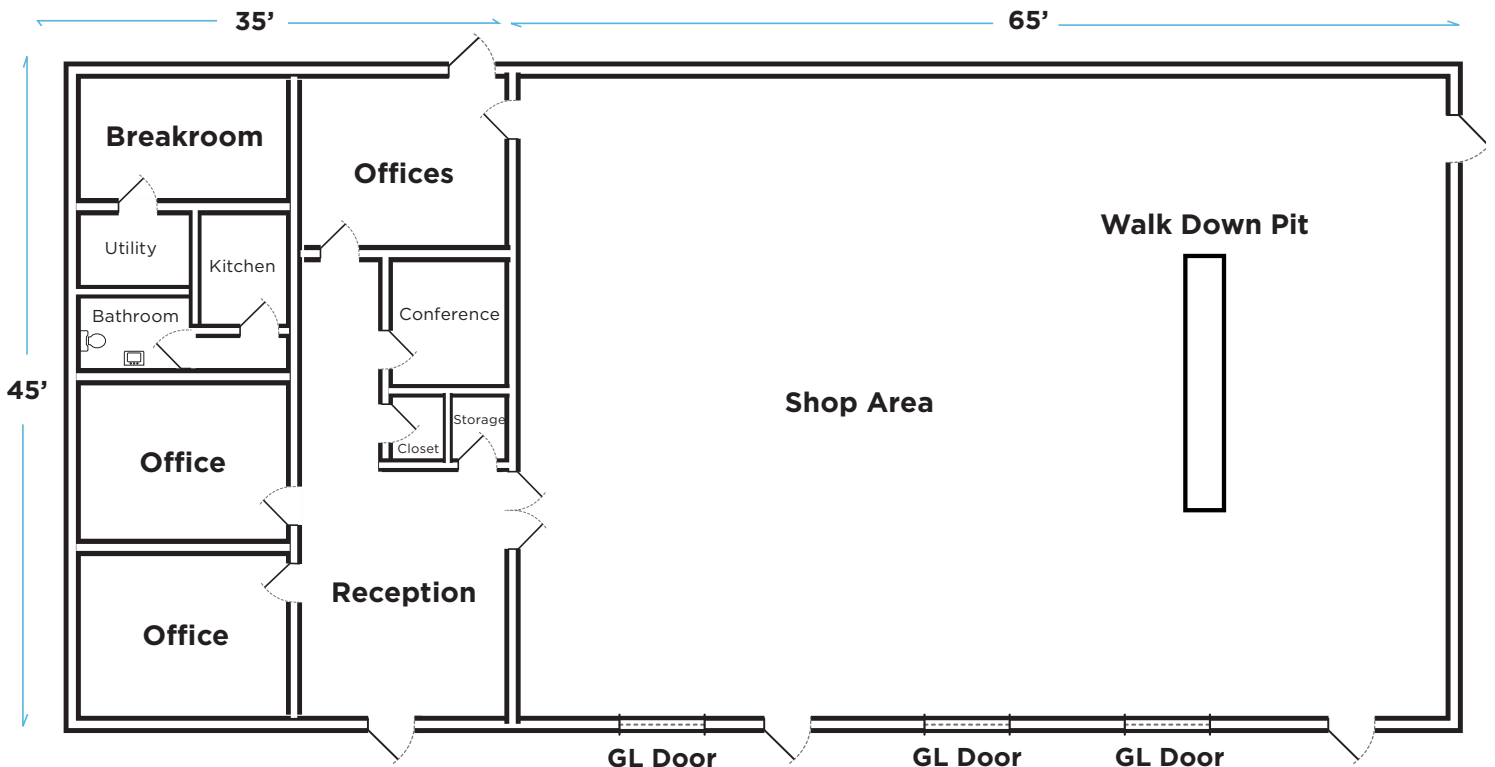 35’
65’
Breakroom
Offices
Walk Down Pit
Utility
Kitchen
Bathroom
Conference
45’
Shop Area
Storage
Closet
Office
Reception
Office
GL Door
GL Door
GL Door